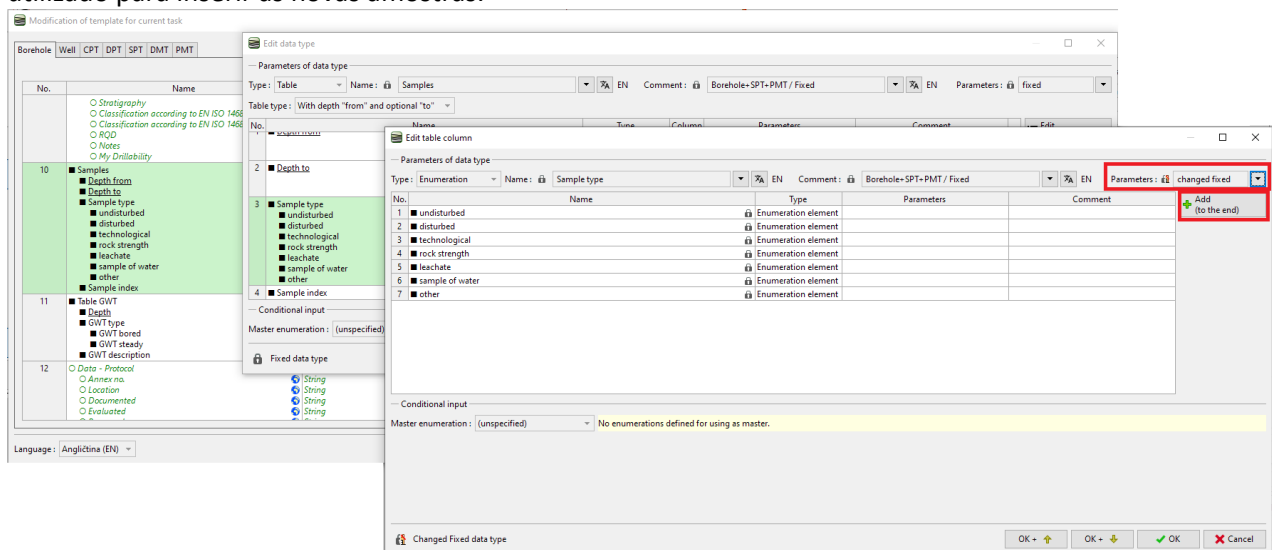 utilizado para inserir as novas amostras.
Modification of template for current task
Borehole Well CPT DPT SPT DMT PMT
No. Name
Stratigraphy
Classification according to EN ISO 1468
Classification according to EN ISO 1468
RQD
Notes
My Drillability
10 Samples
Depth from
Depth to
Sample type
undisturbed
disturbed
technological
rock strength
leachate
sample of water
other
Sample index
11 Table GWT
Depth
GWT type
GWT bored
GWT steady
GWT description
12 Data - Protocol
Annex no. String
Location String
Documented String
Evaluated String
Language : Angličtina (EN)
Edit data type
Parameters of data type
Type : Table Name : Samples EN Comment : Borehole+SPT+PMT / Fixed EN Parameters : fixed
Table type : With depth "from" and optional "to"
No. Name Type Column Parameters Comment Edit
1 Depth from
2 Depth to
3 Sample type
undisturbed
disturbed
technological
rock strength
leachate
sample of water
other
4 Sample index
Conditional input
Master enumeration : (unspecified)
Fixed data type
Edit table column
Parameters of data type
Type : Enumeration Name : Sample type EN Comment : Borehole+SPT+PMT / Fixed EN Parameters : changed fixed
No. Name Type Parameters Comment
1 undisturbed Enumeration element
2 disturbed Enumeration element
3 technological Enumeration element
4 rock strength Enumeration element
5 leachate Enumeration element
6 sample of water Enumeration element
7 other Enumeration element
Add
(to the end)
Conditional input
Master enumeration : (unspecified) No enumerations defined for using as master.
Changed Fixed data type
OK + OK + OK Cancel